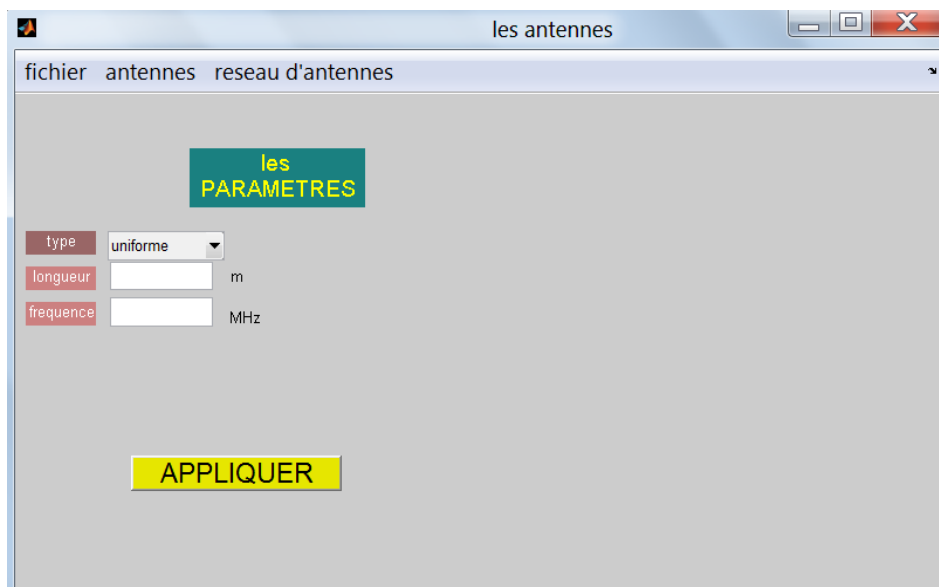 les antennes
fichier antennes reseau d'antennes
les
PARAMETRES
type uniforme
longueur m
frequence MHz
APPLIQUER